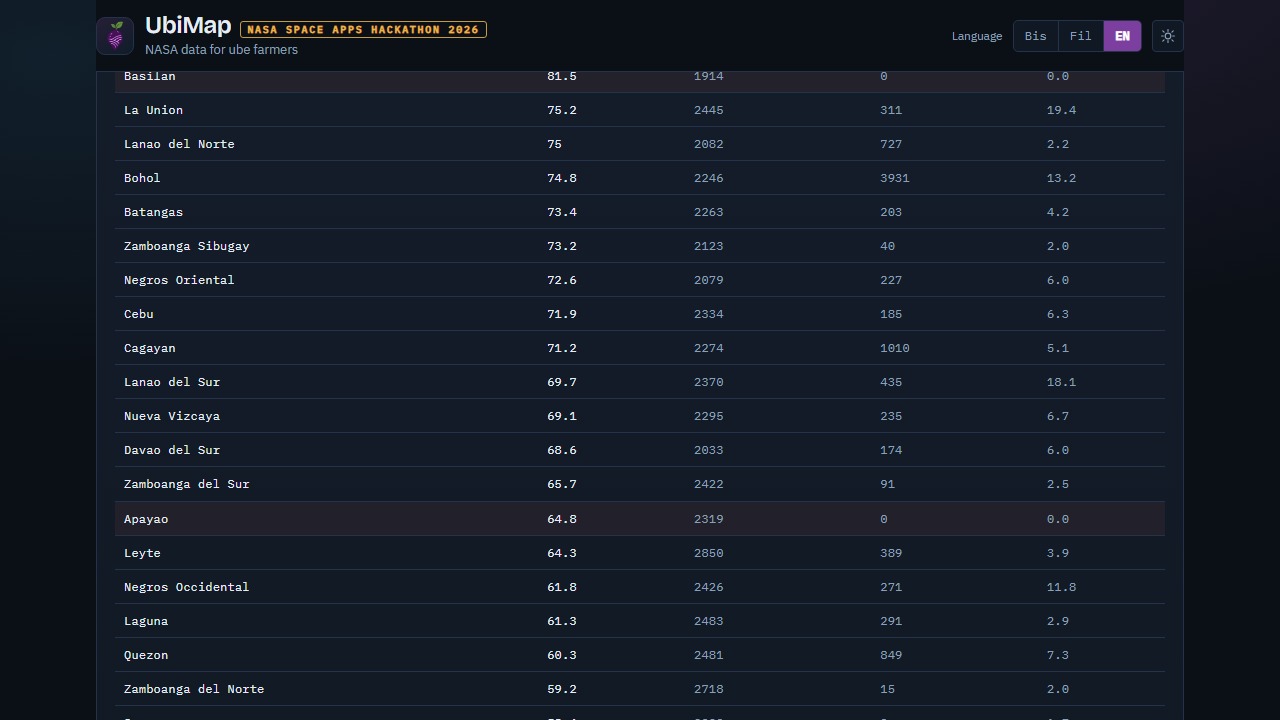 UbiMap NASA SPACE APPS HACKATHON 2026
NASA data for ube farmers
Language Bis Fil EN
Basilan 81.5 1914 0 0.0
La Union 75.2 2445 311 19.4
Lanao del Norte 75 2082 727 2.2
Bohol 74.8 2246 3931 13.2
Batangas 73.4 2263 203 4.2
Zamboanga Sibugay 73.2 2123 40 2.0
Negros Oriental 72.6 2079 227 6.0
Cebu 71.9 2334 185 6.3
Cagayan 71.2 2274 1010 5.1
Lanao del Sur 69.7 2370 435 18.1
Nueva Vizcaya 69.1 2295 235 6.7
Davao del Sur 68.6 2033 174 6.0
Zamboanga del Sur 65.7 2422 91 2.5
Apayao 64.8 2319 0 0.0
Leyte 64.3 2850 389 3.9
Negros Occidental 61.8 2426 271 11.8
Laguna 61.3 2483 291 2.9
Quezon 60.3 2481 849 7.3
Zamboanga del Norte 59.2 2718 15 2.0